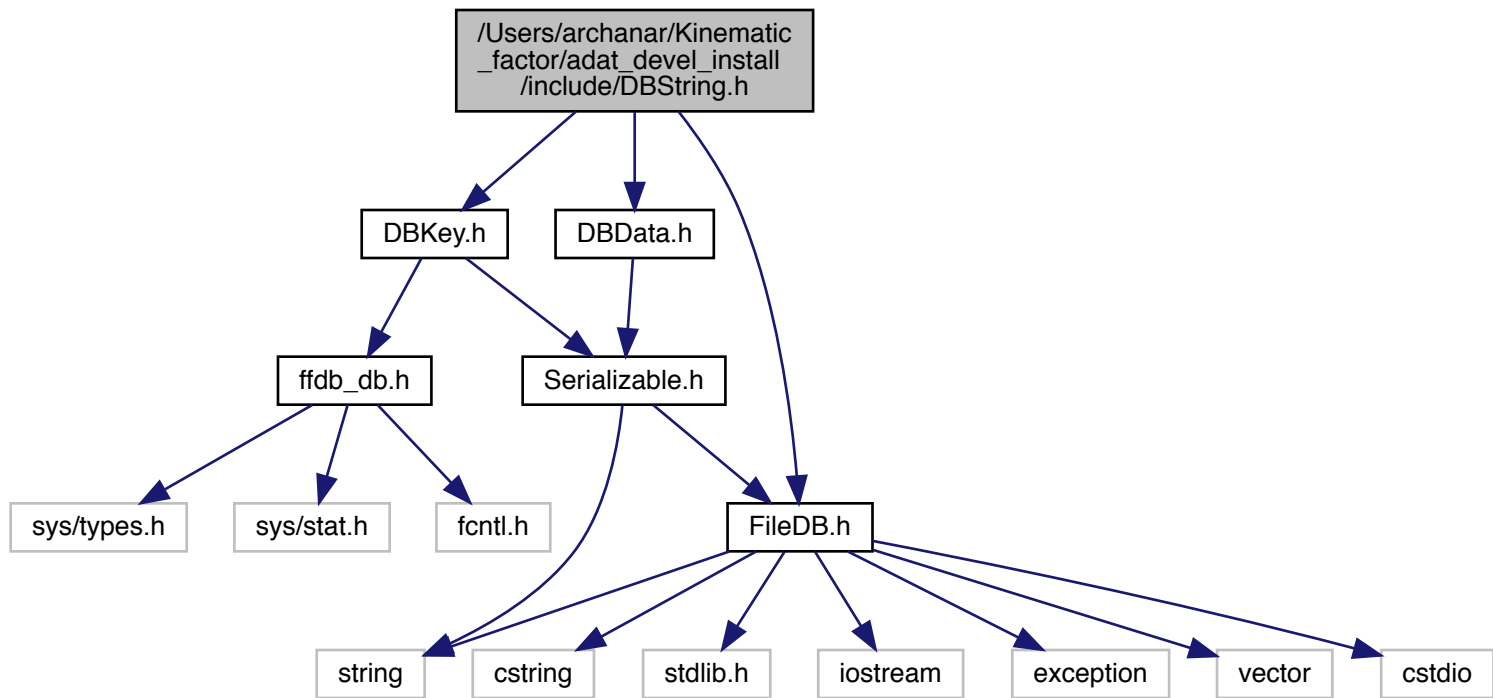 /Users/archanar/Kinematic
_factor/adat_devel_install
/include/DBString.h
DBKey.h
DBData.h
ffdb_db.h
Serializable.h
sys/types.h
sys/stat.h
fcntl.h
FileDB.h
string
cstring
stdlib.h
iostream
exception
vector
cstdio